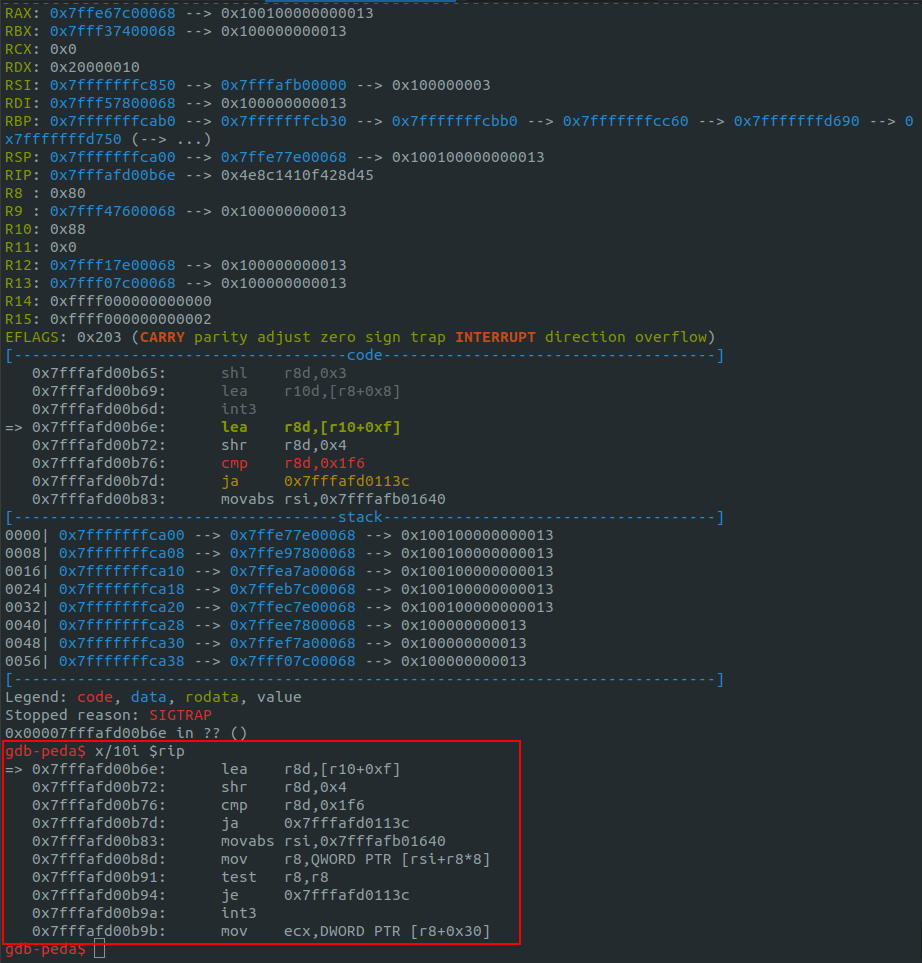 RAX: 0x7ffe67c00068 --> 0x100100000000013
RBX: 0x7fff37400068 --> 0x100000000013
RCX: 0x0
RDX: 0x20000010
RSI: 0x7fffffffc850 --> 0x7fffafb00000 --> 0x100000003
RDI: 0x7fff57800068 --> 0x100000000013
RBP: 0x7fffffffcab0 --> 0x7fffffffcb30 --> 0x7fffffffcbb0 --> 0x7fffffffcc60 --> 0x7fffffffd690 --> 0
x7fffffffd750 (--> ...)
RSP: 0x7fffffffca00 --> 0x7ffe77e00068 --> 0x100100000000013
RIP: 0x7fffafd00b6e --> 0x4e8c1410f428d45
R8 : 0x80
R9 : 0x7fff47600068 --> 0x100000000013
R10: 0x88
R11: 0x0
R12: 0x7fff17e00068 --> 0x100000000013
R13: 0x7fff07c00068 --> 0x100000000013
R14: 0xffff000000000000
R15: 0xffff000000000002
EFLAGS: 0x203 (CARRY parity adjust zero sign trap INTERRUPT direction overflow)
[-------------------------------------code-------------------------------------]
0x7fffafd00b65: shl r8d,0x3
0x7fffafd00b69: lea r10d,[r8+0x8]
0x7fffafd00b6d: int3
=> 0x7fffafd00b6e: lea r8d,[r10+0xf]
0x7fffafd00b72: shr r8d,0x4
0x7fffafd00b76: cmp r8d,0x1f6
0x7fffafd00b7d: ja 0x7fffafd0113c
0x7fffafd00b83: movabs rsi,0x7fffafb01640
[------------------------------------stack-------------------------------------]
0000| 0x7fffffffca00 --> 0x7ffe77e00068 --> 0x100100000000013
0008| 0x7fffffffca08 --> 0x7ffe97800068 --> 0x100100000000013
0016| 0x7fffffffca10 --> 0x7ffea7a00068 --> 0x100100000000013
0024| 0x7fffffffca18 --> 0x7ffeb7c00068 --> 0x100100000000013
0032| 0x7fffffffca20 --> 0x7ffec7e00068 --> 0x100100000000013
0040| 0x7fffffffca28 --> 0x7ffee7800068 --> 0x100000000013
0048| 0x7fffffffca30 --> 0x7ffef7a00068 --> 0x100000000013
0056| 0x7fffffffca38 --> 0x7fff07c00068 --> 0x100000000013
[------------------------------------------------------------------------------]
Legend: code, data, rodata, value
Stopped reason: SIGTRAP
0x00007fffafd00b6e in ?? ()
gdb-peda$ x/10i $rip
=> 0x7fffafd00b6e: lea r8d,[r10+0xf]
0x7fffafd00b72: shr r8d,0x4
0x7fffafd00b76: cmp r8d,0x1f6
0x7fffafd00b7d: ja 0x7fffafd0113c
0x7fffafd00b83: movabs rsi,0x7fffafb01640
0x7fffafd00b8d: mov r8,QWORD PTR [rsi+r8*8]
0x7fffafd00b91: test r8,r8
0x7fffafd00b94: je 0x7fffafd0113c
0x7fffafd00b9a: int3
0x7fffafd00b9b: mov ecx,DWORD PTR [r8+0x30]
gdb-peda$